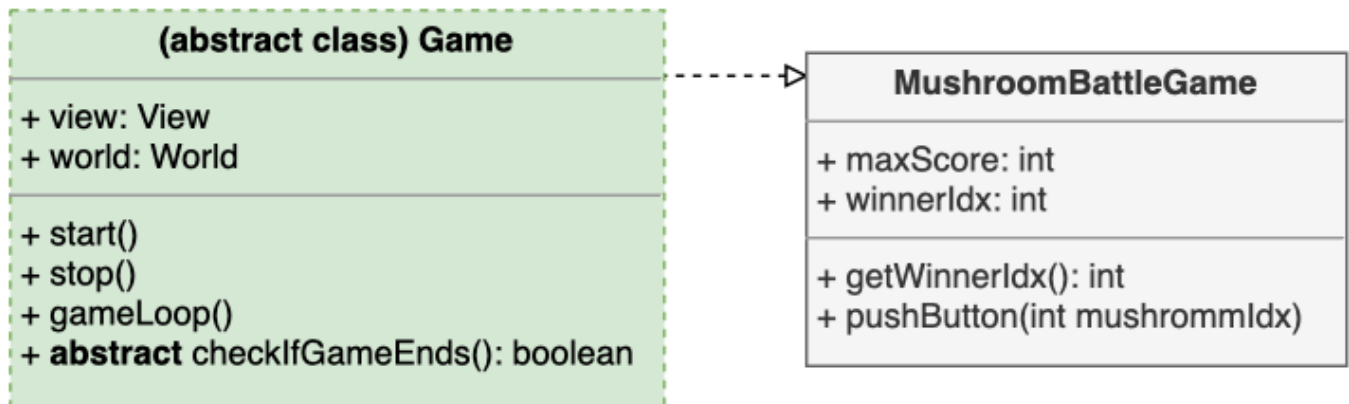 (abstract class) Game
+ view: View
+ world: World
+ start()
+ stop()
+ gameLoop()
+ abstract checkIfGameEnds(): boolean
MushroomBattleGame
+ maxScore: int
+ winnerIdx: int
+ getWinnerIdx(): int
+ pushButton(int mushrommIdx)